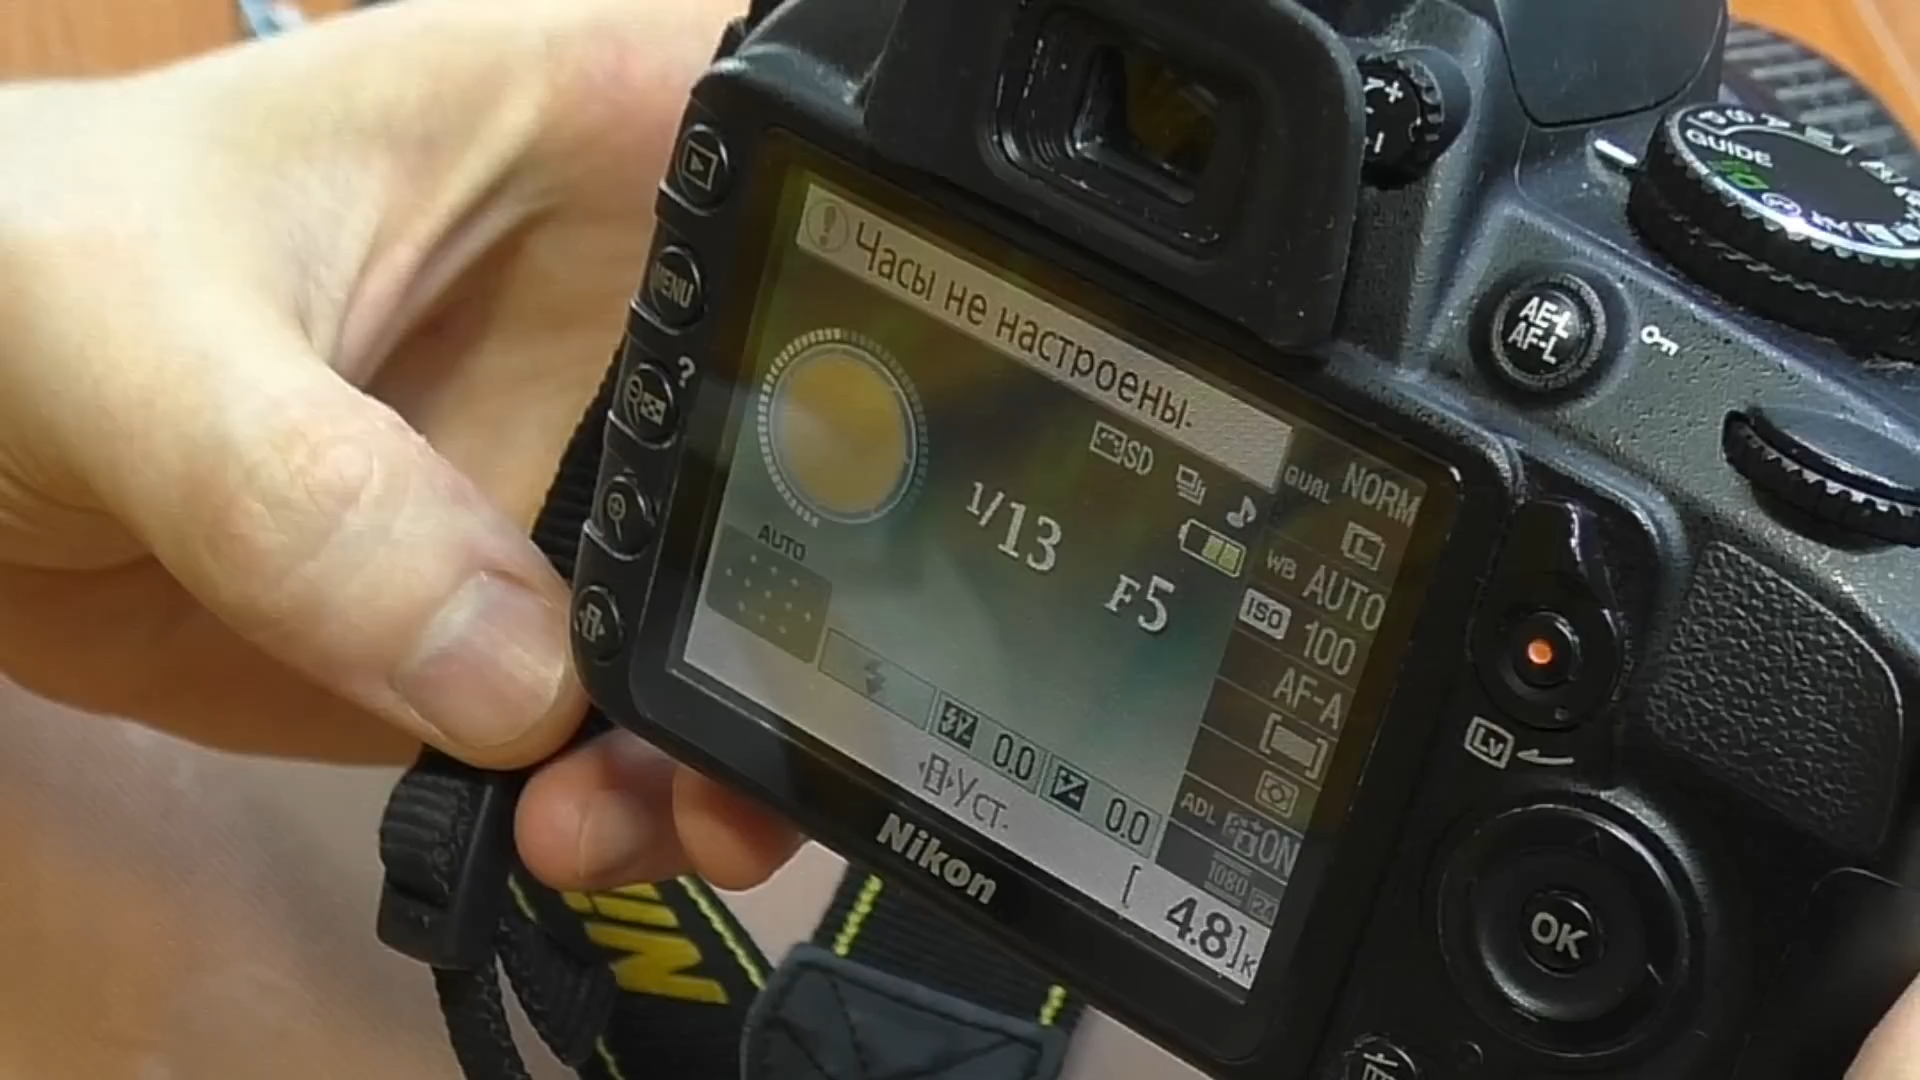 GUIDE
MENU
?
AE-L
AF-L
Часы не настроены.
SD
QUAL NORM
L
1/13 F5
WB AUTO
AUTO
ISO 100
AF-A
0.0 0.0
ADL ON
1080 24
Уст.
[ 4.8]K
Lv
OK
Nikon
Ni